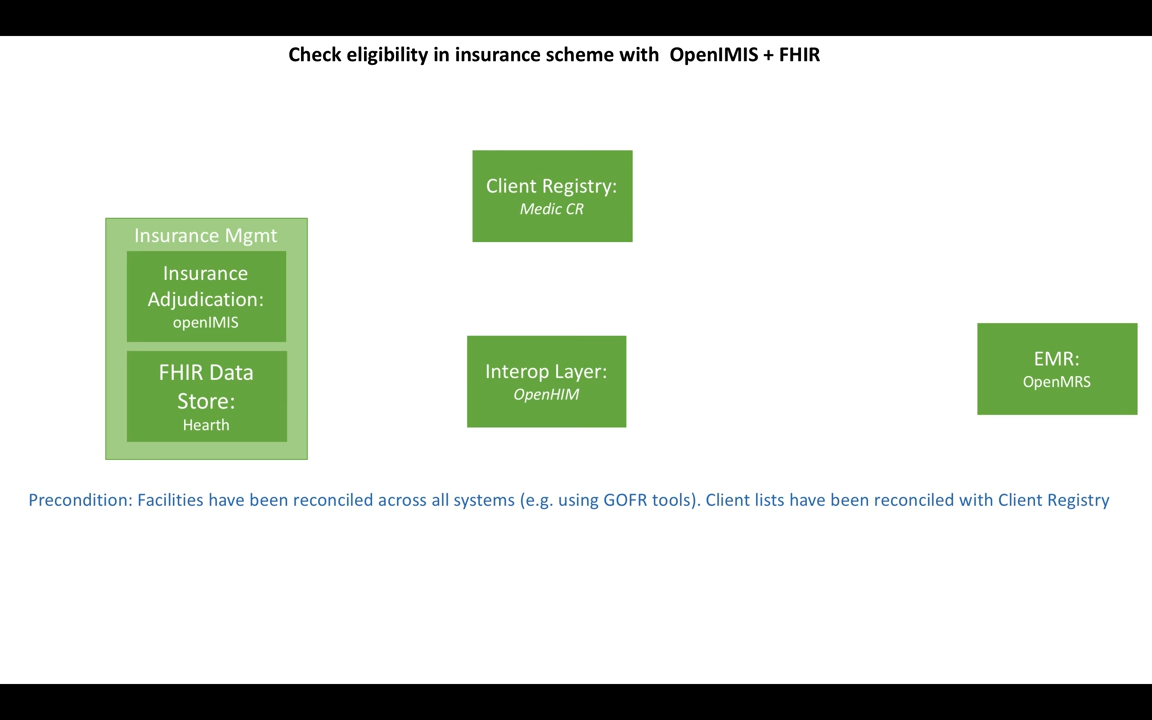 Check eligibility in insurance scheme with OpenIMIS + FHIR
Client Registry:
Medic CR
Insurance Mgmt
Insurance
Adjudication:
openIMIS
FHIR Data
Store:
Hearth
Interop Layer:
OpenHIM
EMR:
OpenMRS
Precondition: Facilities have been reconciled across all systems (e.g. using GOFR tools). Client lists have been reconciled with Client Registry